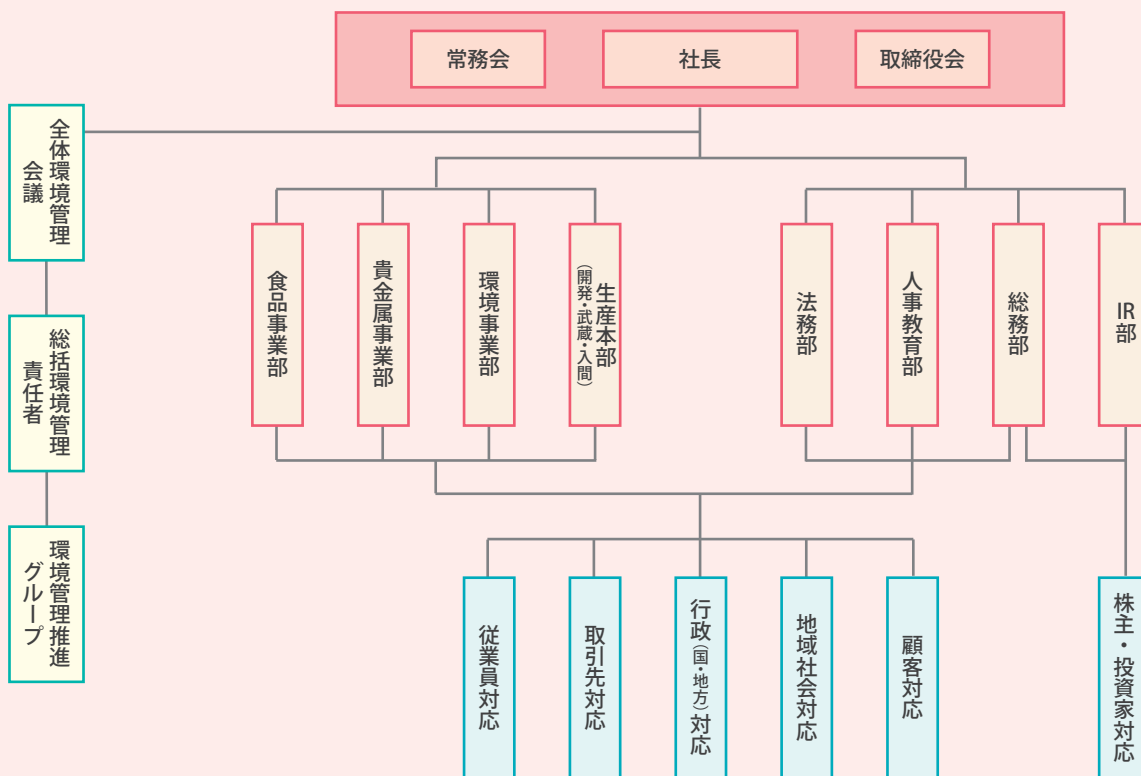 常務会
社長
取締役会
全体環境管理
会議
総括環境管理
責任者
環境管理推進
グループ
食品事業部
貴金属事業部
環境事業部
生産本部
(開発・武蔵・入間)
法務部
人事教育部
総務部
IR部
従業員対応
取引先対応
行政(国・地方)対応
地域社会対応
顧客対応
株主・投資家対応